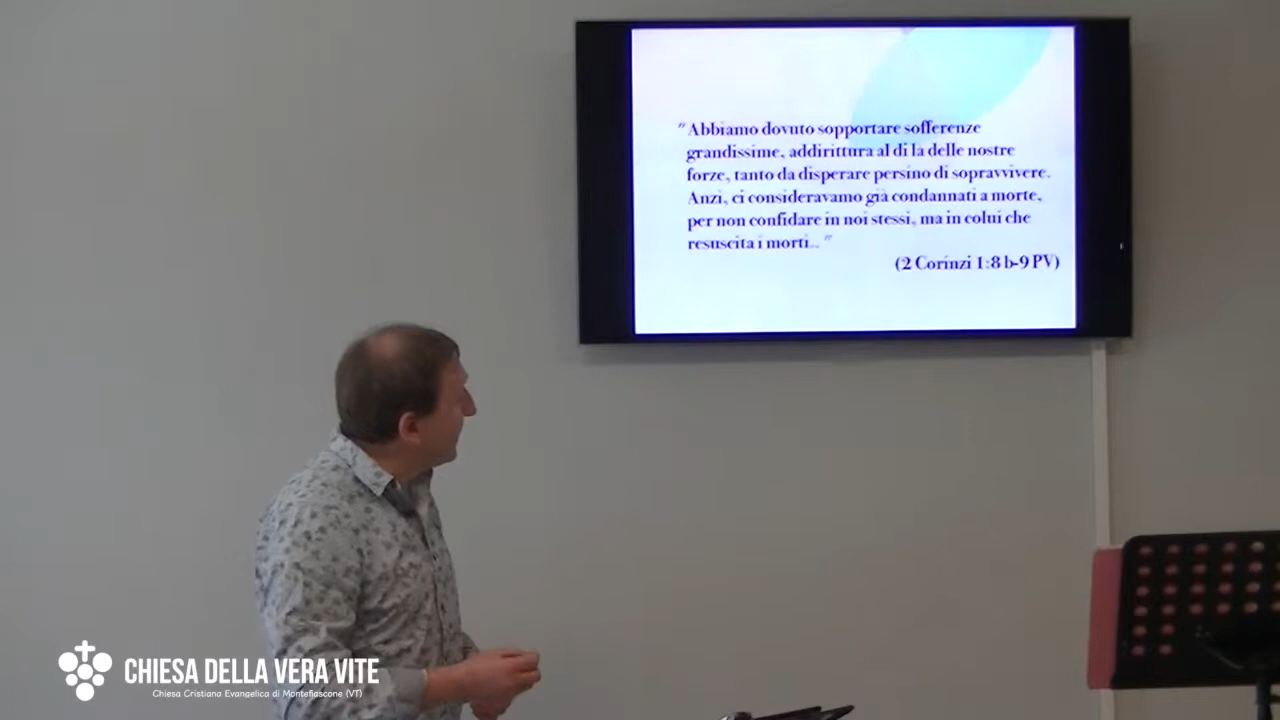 "Abbiamo dovuto sopportare sofferenze
grandissime, addirittura al di la delle nostre
forze, tanto da disperare persino di sopravvivere.
Anzi, ci consideravamo già condannati a morte,
per non confidare in noi stessi, ma in colui che
resuscita i morti.. "
(2 Corinzi 1:8 b-9 PV)
CHIESA DELLA VERA VITE
Chiesa Cristiana Evangelica di Montefiascone (VT)